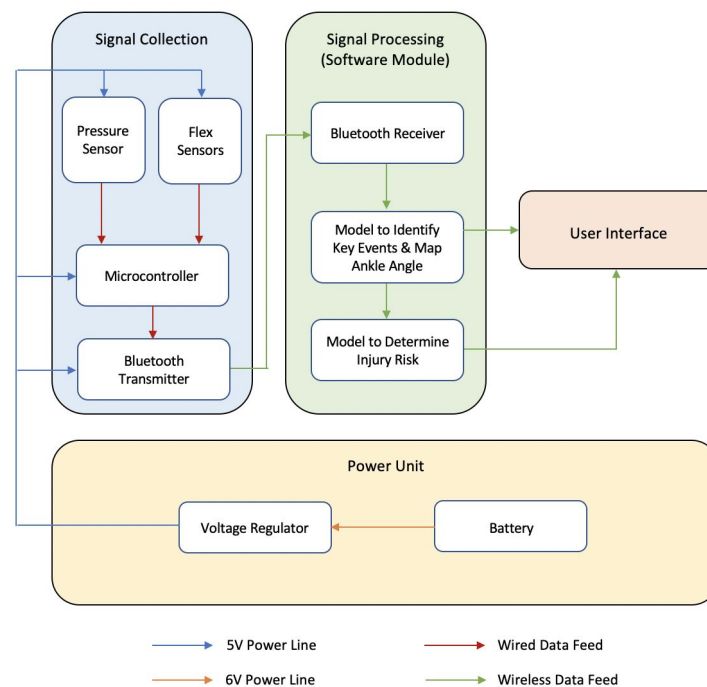 Signal Collection
Pressure
Sensor
Flex
Sensors
Microcontroller
Bluetooth
Transmitter
Signal Processing
(Software Module)
Bluetooth Receiver
Model to Identify
Key Events & Map
Ankle Angle
Model to Determine
Injury Risk
User Interface
Power Unit
Voltage Regulator
Battery
5V Power Line
Wired Data Feed
6V Power Line
Wireless Data Feed